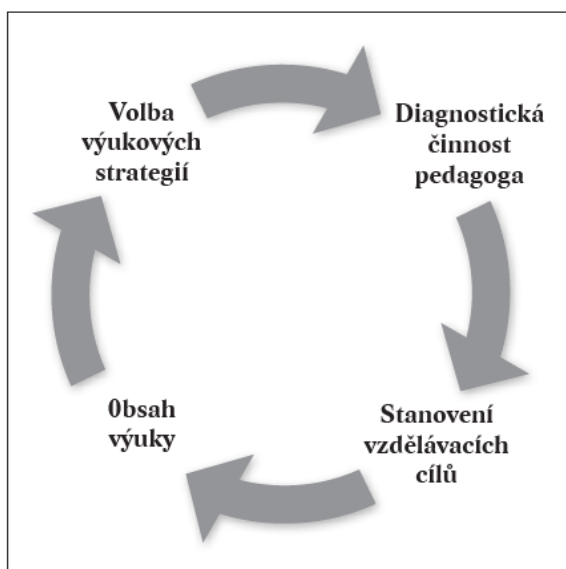 Volba
výukových
strategií
Diagnostická
činnost
pedagoga
Stanovení
vzdělávacích
cílů
0bsah
výuky